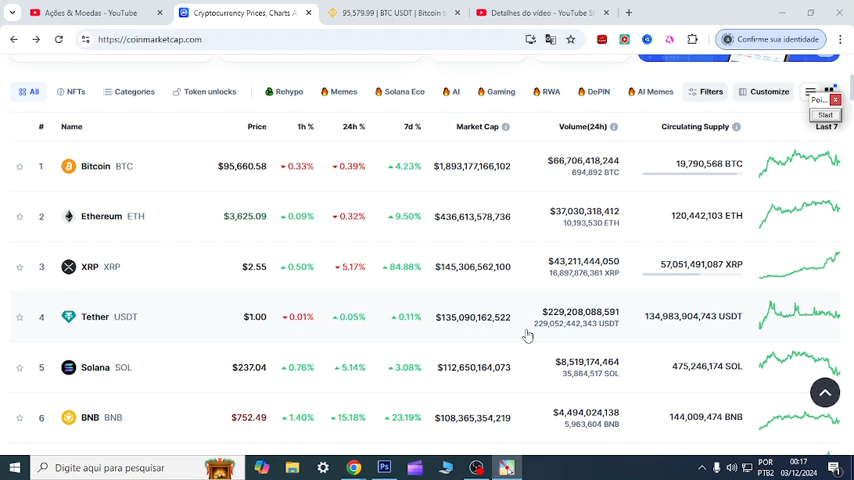 Ações & Moedas - YouTube
Cryptocurrency Prices, Charts A
95,579.99 | BTC USDT | Bitcoin t
Detalhes do vídeo - YouTube St
https://coinmarketcap.com
Confirme sua identidade
All NFTs Categories Token unlocks Rehypo Memes Solana Eco AI Gaming RWA DePIN AI Memes Filters Customize
Poi...
Start
# Name Price 1h % 24h % 7d % Market Cap Volume(24h) Circulating Supply Last 7
1 Bitcoin BTC $95,660.58 0.33% 0.39% 4.23% $1,893,177,166,102 $66,706,418,244 19,790,568 BTC
694,892 BTC
2 Ethereum ETH $3,625.09 0.09% 0.32% 9.50% $436,613,578,736 $37,030,318,412 120,442,103 ETH
10,193,530 ETH
3 XRP XRP $2.55 0.50% 5.17% 84.88% $145,306,562,100 $43,211,444,050 57,051,491,087 XRP
16,897,876,361 XRP
4 Tether USDT $1.00 0.01% 0.05% 0.11% $135,090,162,522 $229,208,088,591 134,983,904,743 USDT
229,052,442,343 USDT
5 Solana SOL $237.04 0.76% 5.14% 3.08% $112,650,164,073 $8,519,174,464 475,246,174 SOL
35,864,517 SOL
6 BNB BNB $752.49 1.40% 15.18% 23.19% $108,365,354,219 $4,494,024,138 144,009,474 BNB
5,963,604 BNB
Digite aqui para pesquisar
POR
PTB2
00:17
03/12/2024